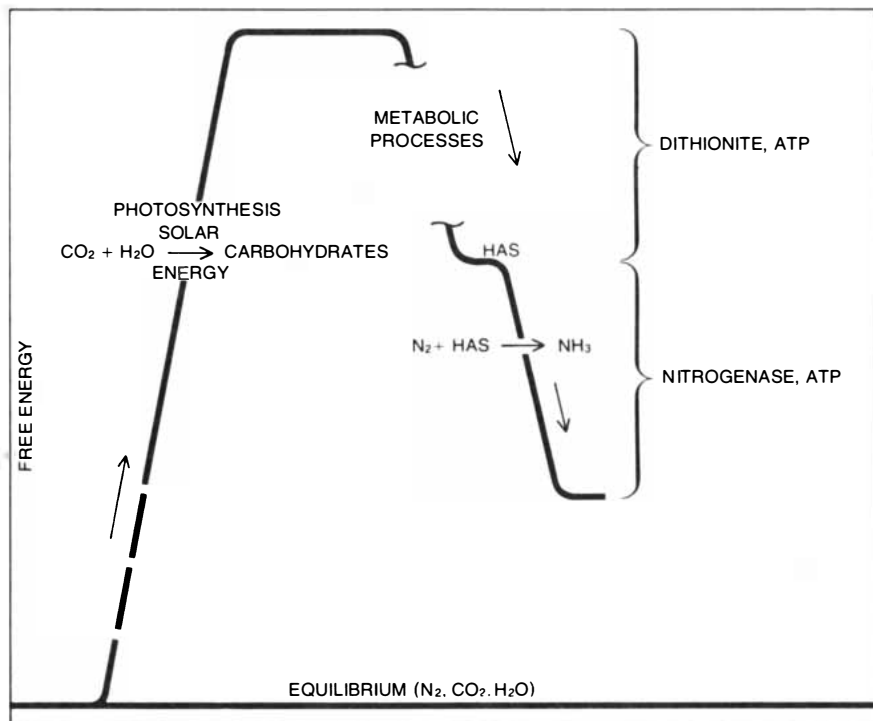 METABOLIC
PROCESSES
DITHIONITE, ATP
PHOTOSYNTHESIS
SOLAR
CO₂ + H₂O ⟶ CARBOHYDRATES
ENERGY
HAS
N₂ + HAS ⟶ NH₃
NITROGENASE, ATP
FREE ENERGY
EQUILIBRIUM (N₂, CO₂. H₂O)